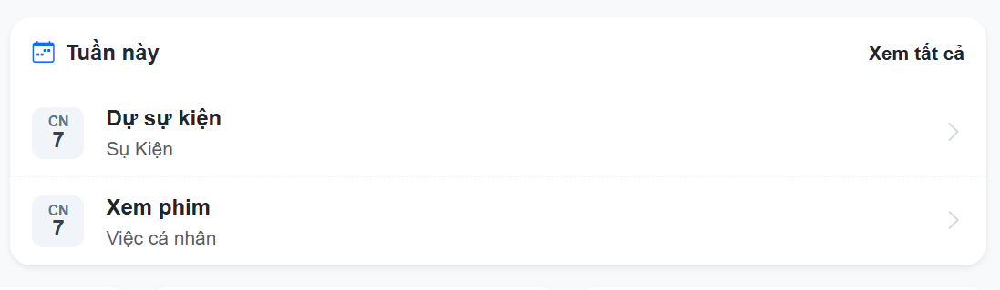 Tuần này
Xem tất cả
CN
7
Dự sự kiện
Sụ Kiện
CN
7
Xem phim
Việc cá nhân